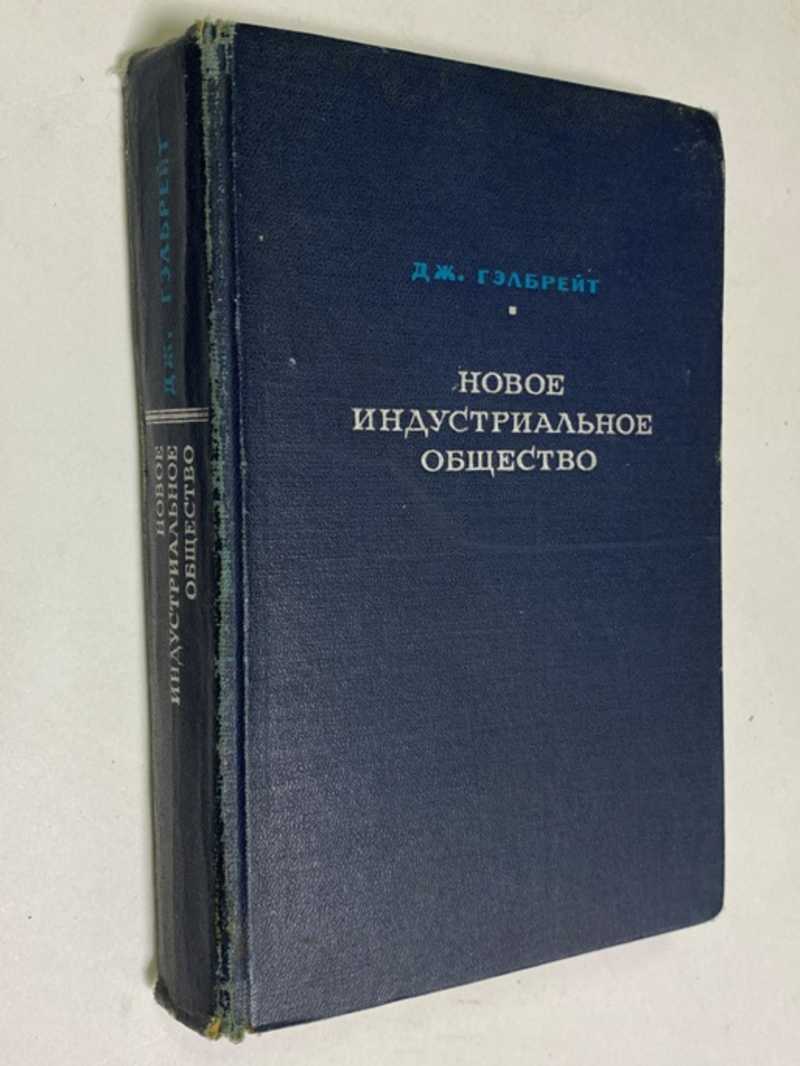 ДЖ. ГЭЛБРЕЙТ
НОВОЕ
ИНДУСТРИАЛЬНОЕ
ОБЩЕСТВО
ДЖ. ГЭЛБРЕЙТ
НОВОЕ
ИНДУСТРИАЛЬНОЕ
ОБЩЕСТВО